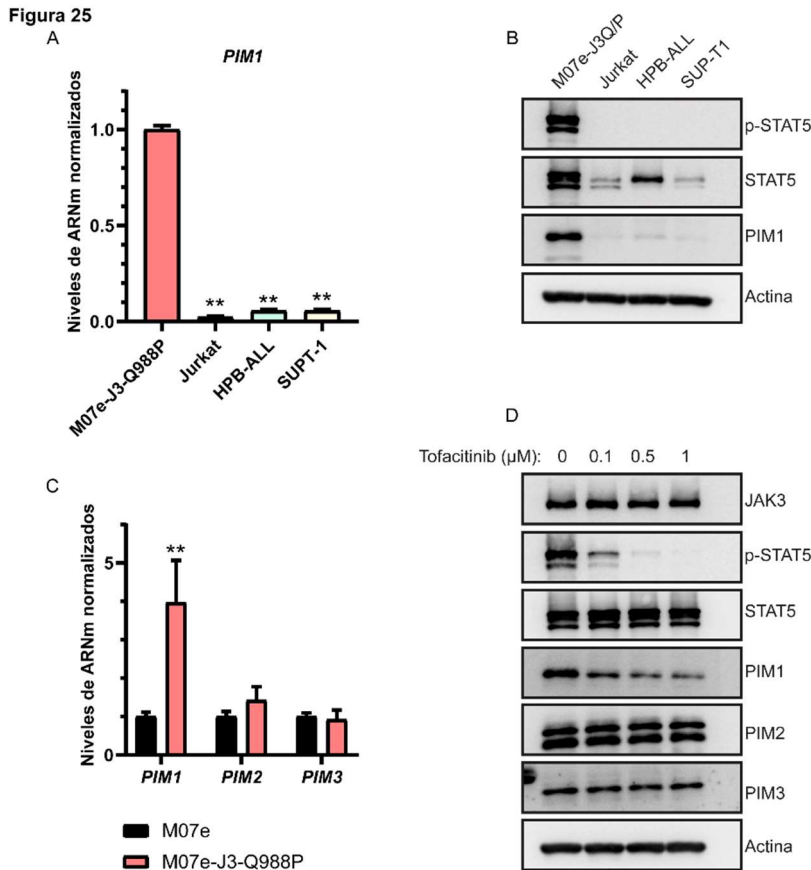 Figura 25
A
PIM1
Niveles de ARNm normalizados
1.0
0.5
0.0
**
**
**
M07e-J3-Q988P
Jurkat
HPB-ALL
SUPT-1
B
M07e-J3Q/P
Jurkat
HPB-ALL
SUP-T1
p-STAT5
STAT5
PIM1
Actina
C
Niveles de ARNm normalizados
5
0
**
PIM1
PIM2
PIM3
M07e
M07e-J3-Q988P
D
Tofacitinib (µM): 0 0.1 0.5 1
JAK3
p-STAT5
STAT5
PIM1
PIM2
PIM3
Actina